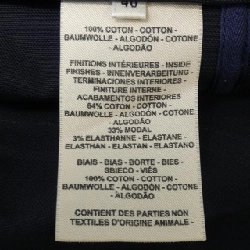 40
100% COTON - COTTON -
BAUMWOLLE - ALGODÓN - COTONE
ALGODÃO
FINITIONS INTÉRIEURES - INSIDE
FINISHES - INNENVERARBEITUNG -
TERMINACIONES INTERIORES -
FINITURE INTERNE -
ACABAMENTOS INTERIORES
64% COTON - COTTON -
BAUMWOLLE - ALGODÓN - COTONE -
ALGODÃO
33% MODAL
3% ELASTHANNE - ELASTANE -
ELASTHAN - ELASTAN - ELASTANO
BIAIS - BIAS - BORTE - BIES -
SBIECO - VIÉS
100% COTON - COTTON -
BAUMWOLLE - ALGODÓN - COTONE -
ALGODÃO
CONTIENT DES PARTIES NON
TEXTILES D'ORIGINE ANIMALE -